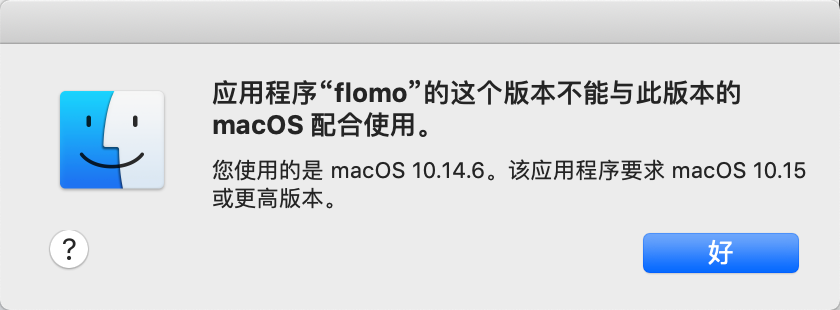 应用程序“flomo”的这个版本不能与此版本的
macOS 配合使用。
您使用的是 macOS 10.14.6。该应用程序要求 macOS 10.15
或更高版本。
?
好